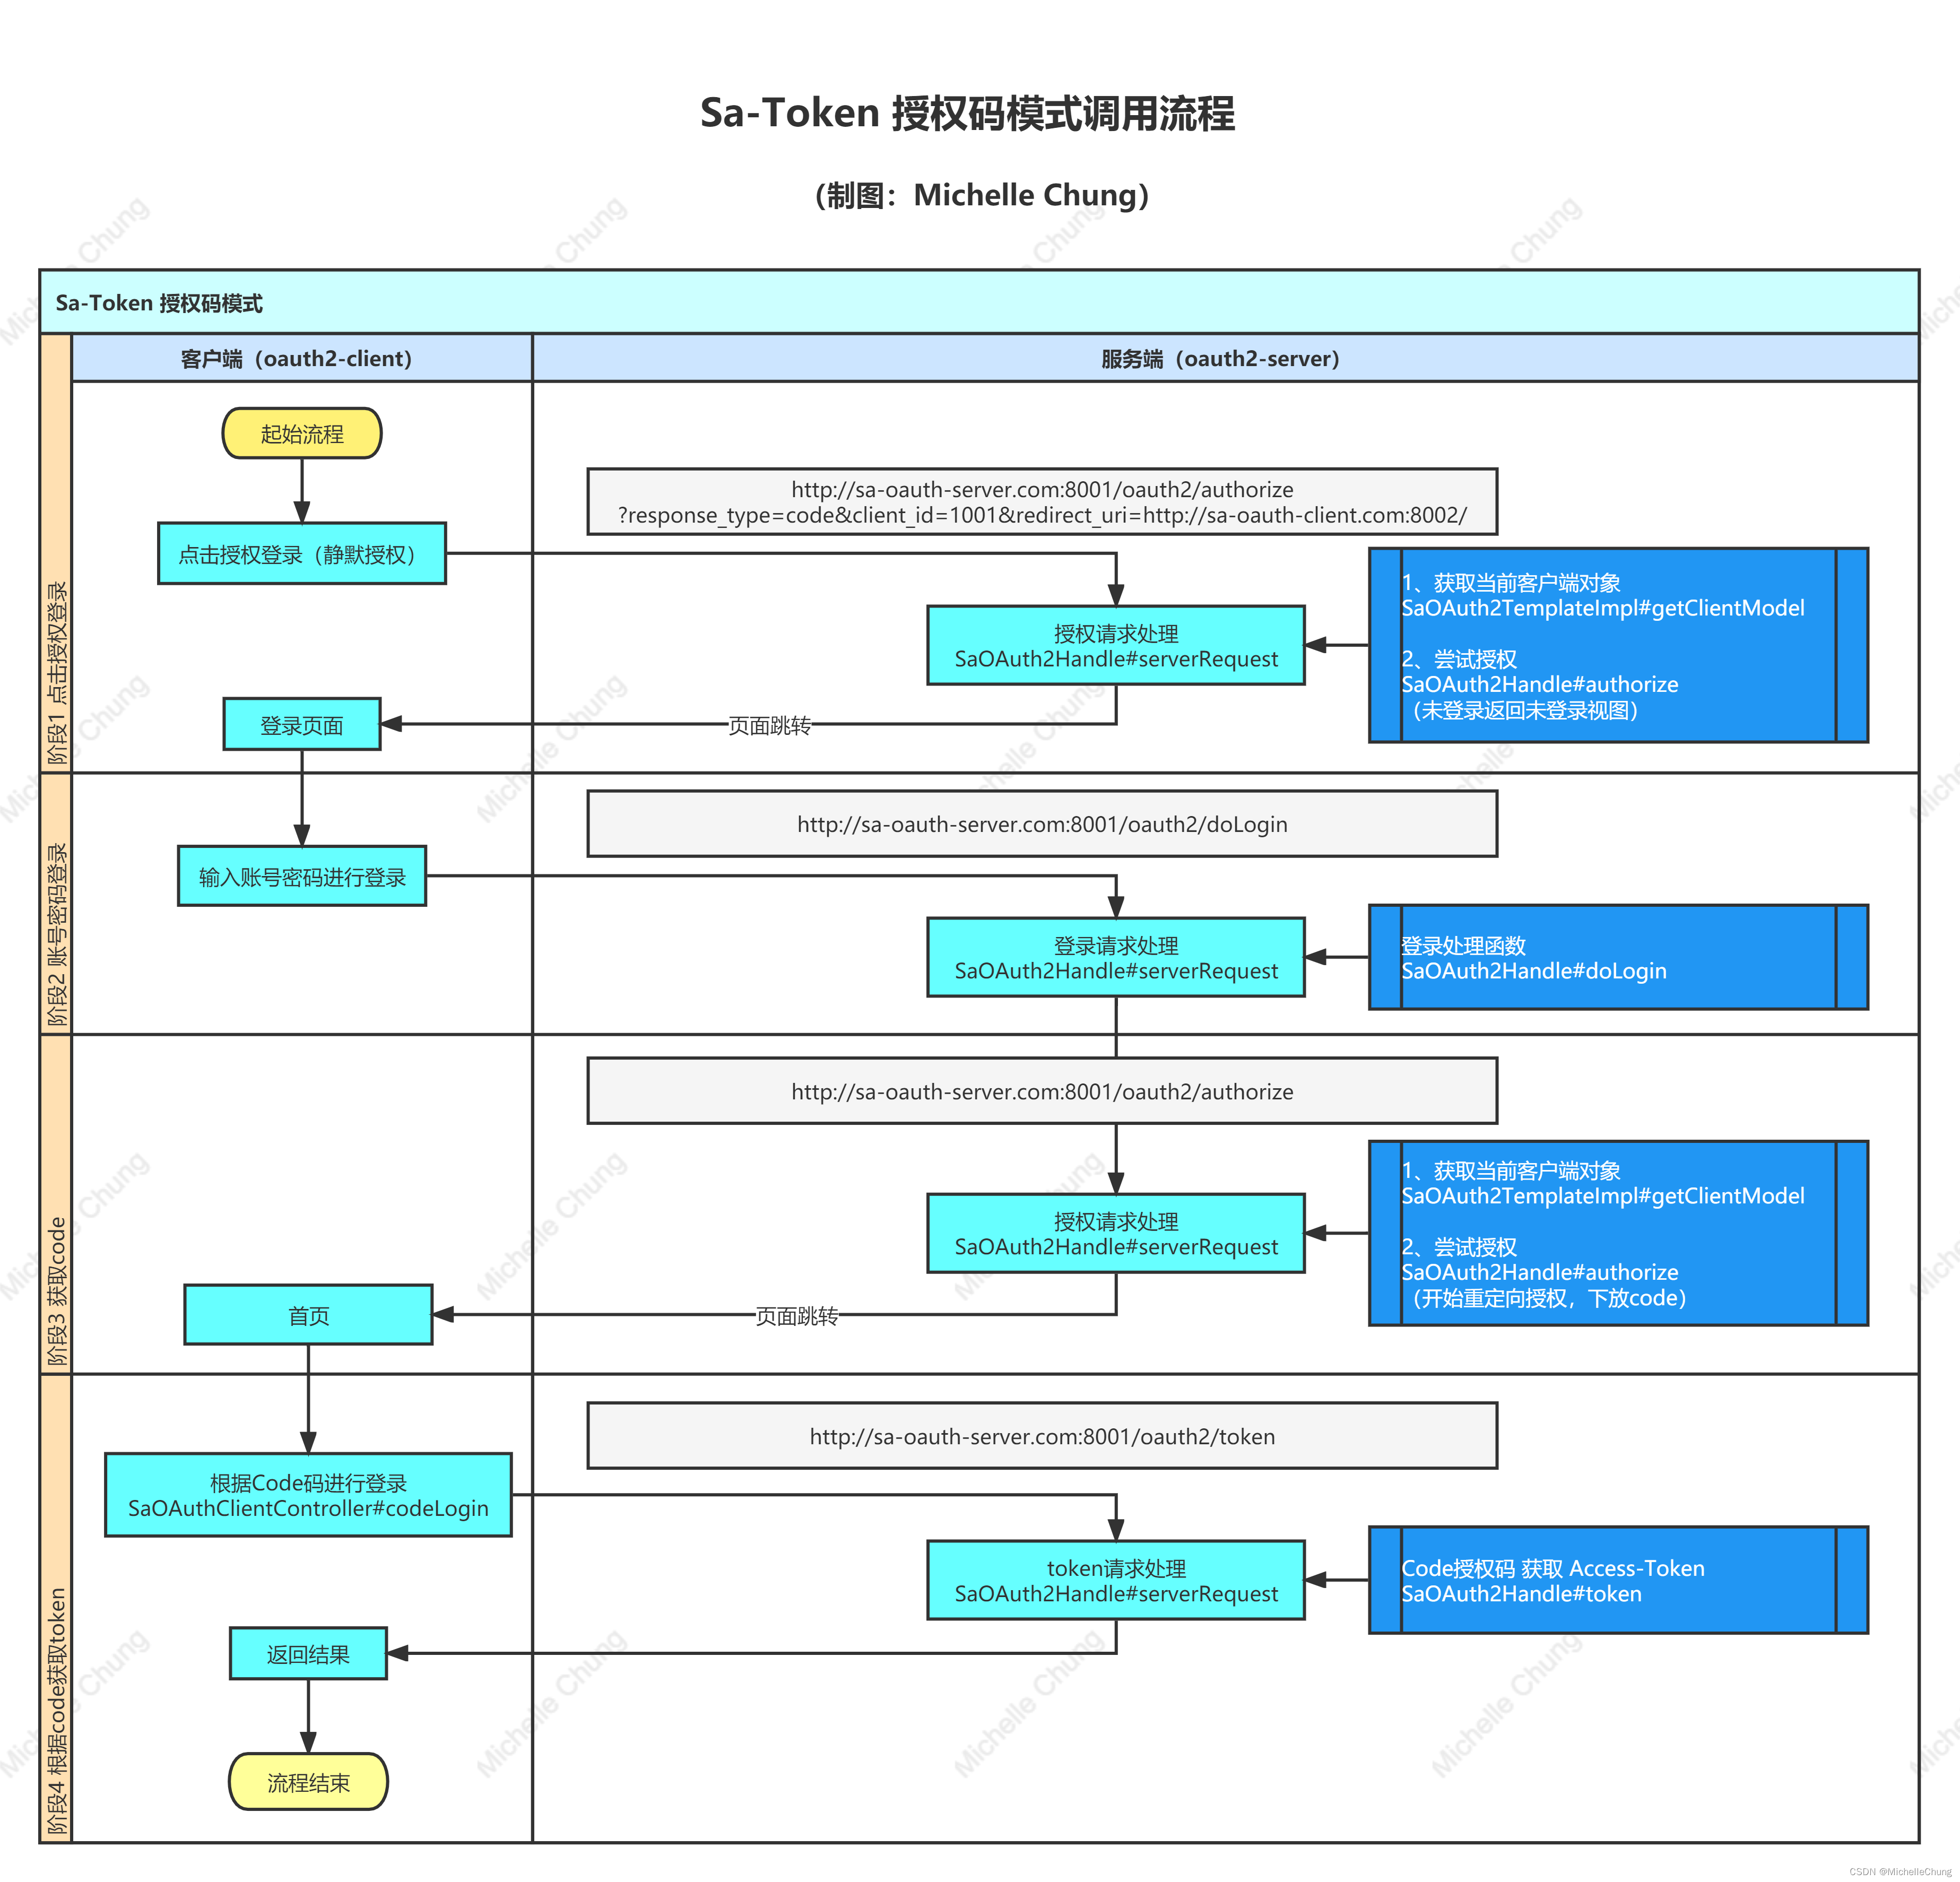 Sa-Token 授权码模式调用流程
（制图：Michelle Chung）
Sa-Token 授权码模式
客户端（oauth2-client）
服务端（oauth2-server）
阶段1 点击授权登录
起始流程
http://sa-oauth-server.com:8001/oauth2/authorize
?response_type=code&client_id=1001&redirect_uri=http://sa-oauth-client.com:8002/
点击授权登录（静默授权）
授权请求处理
SaOAuth2Handle#serverRequest
1、获取当前客户端对象
SaOAuth2TemplateImpl#getClientModel
2、尝试授权
SaOAuth2Handle#authorize
（未登录返回未登录视图）
页面跳转
登录页面
阶段2 账号密码登录
http://sa-oauth-server.com:8001/oauth2/doLogin
输入账号密码进行登录
登录请求处理
SaOAuth2Handle#serverRequest
登录处理函数
SaOAuth2Handle#doLogin
阶段3 获取code
http://sa-oauth-server.com:8001/oauth2/authorize
授权请求处理
SaOAuth2Handle#serverRequest
1、获取当前客户端对象
SaOAuth2TemplateImpl#getClientModel
2、尝试授权
SaOAuth2Handle#authorize
（开始重定向授权，下放code）
页面跳转
首页
阶段4 根据code获取token
http://sa-oauth-server.com:8001/oauth2/token
根据Code码进行登录
SaOAuthClientController#codeLogin
token请求处理
SaOAuth2Handle#serverRequest
Code授权码 获取 Access-Token
SaOAuth2Handle#token
返回结果
流程结束
Michelle Chung
CSDN @MichelleChung